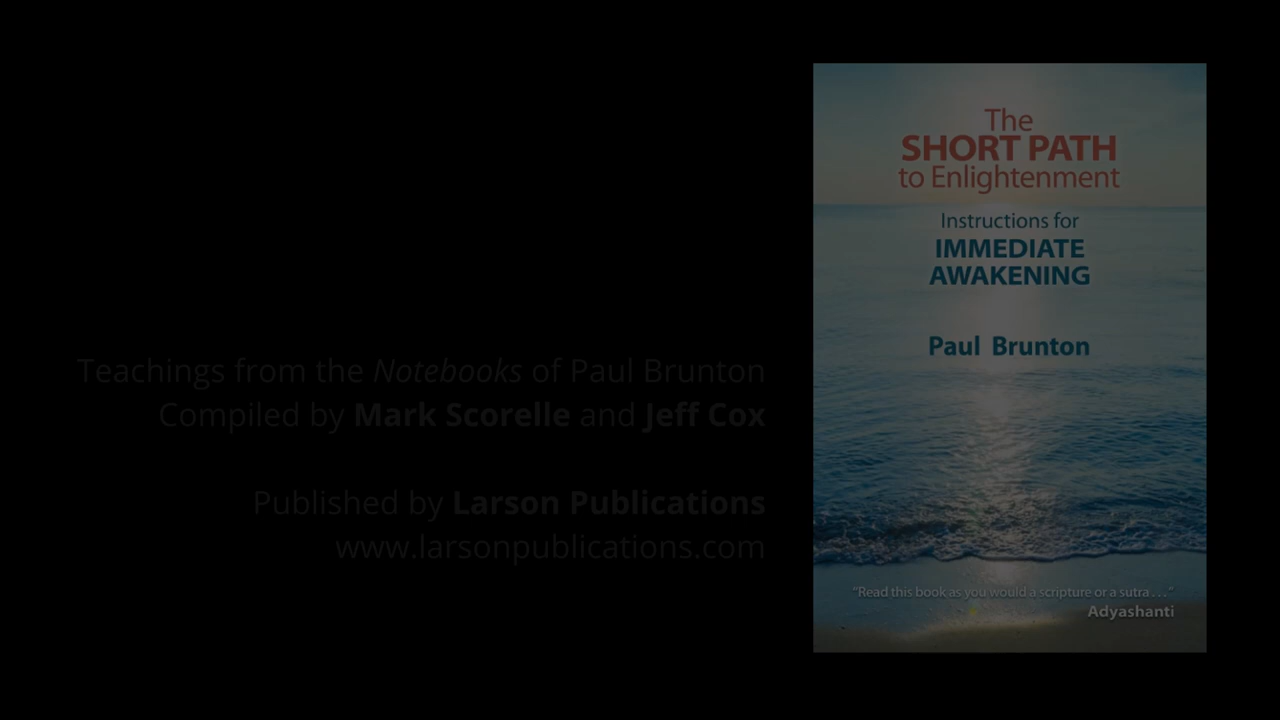 Teachings from the Notebooks of Paul Brunton
Compiled by Mark Scorelle and Jeff Cox
Published by Larson Publications
www.larsonpublications.com
The
SHORT PATH
to Enlightenment
Instructions for
IMMEDIATE
AWAKENING
Paul Brunton
"Read this book as you would a scripture or a sutra . . ."
Adyashanti